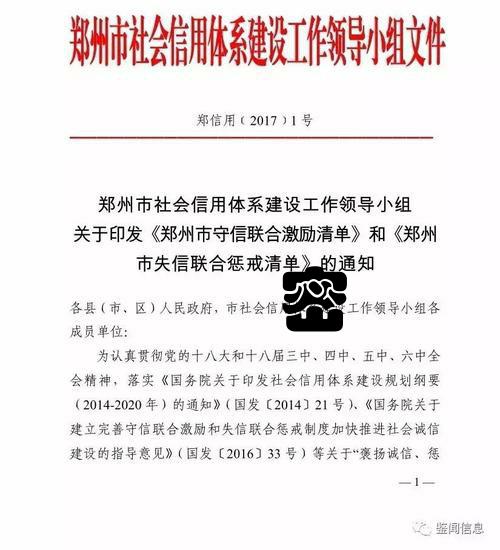 郑州市社会信用体系建设工作领导小组文件
郑信用〔2017〕1号
郑州市社会信用体系建设工作领导小组
关于印发《郑州市守信联合激励清单》和《郑州
市失信联合惩戒清单》的通知
各县（市、区）人民政府，市社会信用 工作领导小组各
成员单位：
为认真贯彻党的十八大和十八届三中、四中、五中、六中全
会精神，落实《国务院关于印发社会信用体系建设规划纲要
（2014-2020年）的通知》（国发〔2014〕21号）、《国务院关于
建立完善守信联合激励和失信联合惩戒制度加快推进社会诚信
建设的指导意见》（国发〔2016〕33号）等关于“褒扬诚信、惩
—1—
鉴闻信息